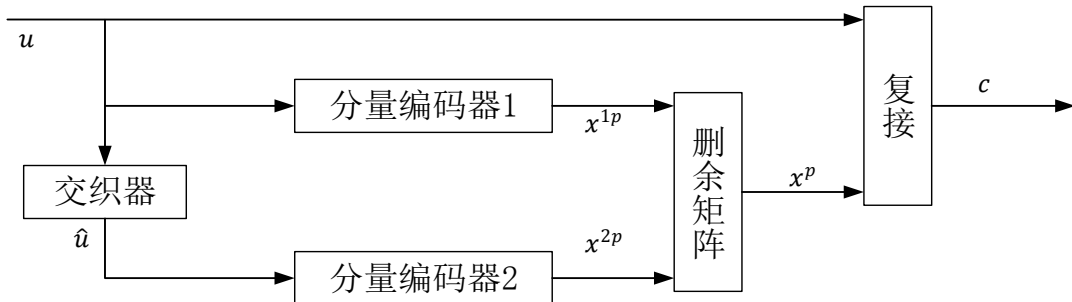 u
分量编码器1
x^{1p}
交织器
û
分量编码器2
x^{2p}
删余矩阵
x^p
复接
c